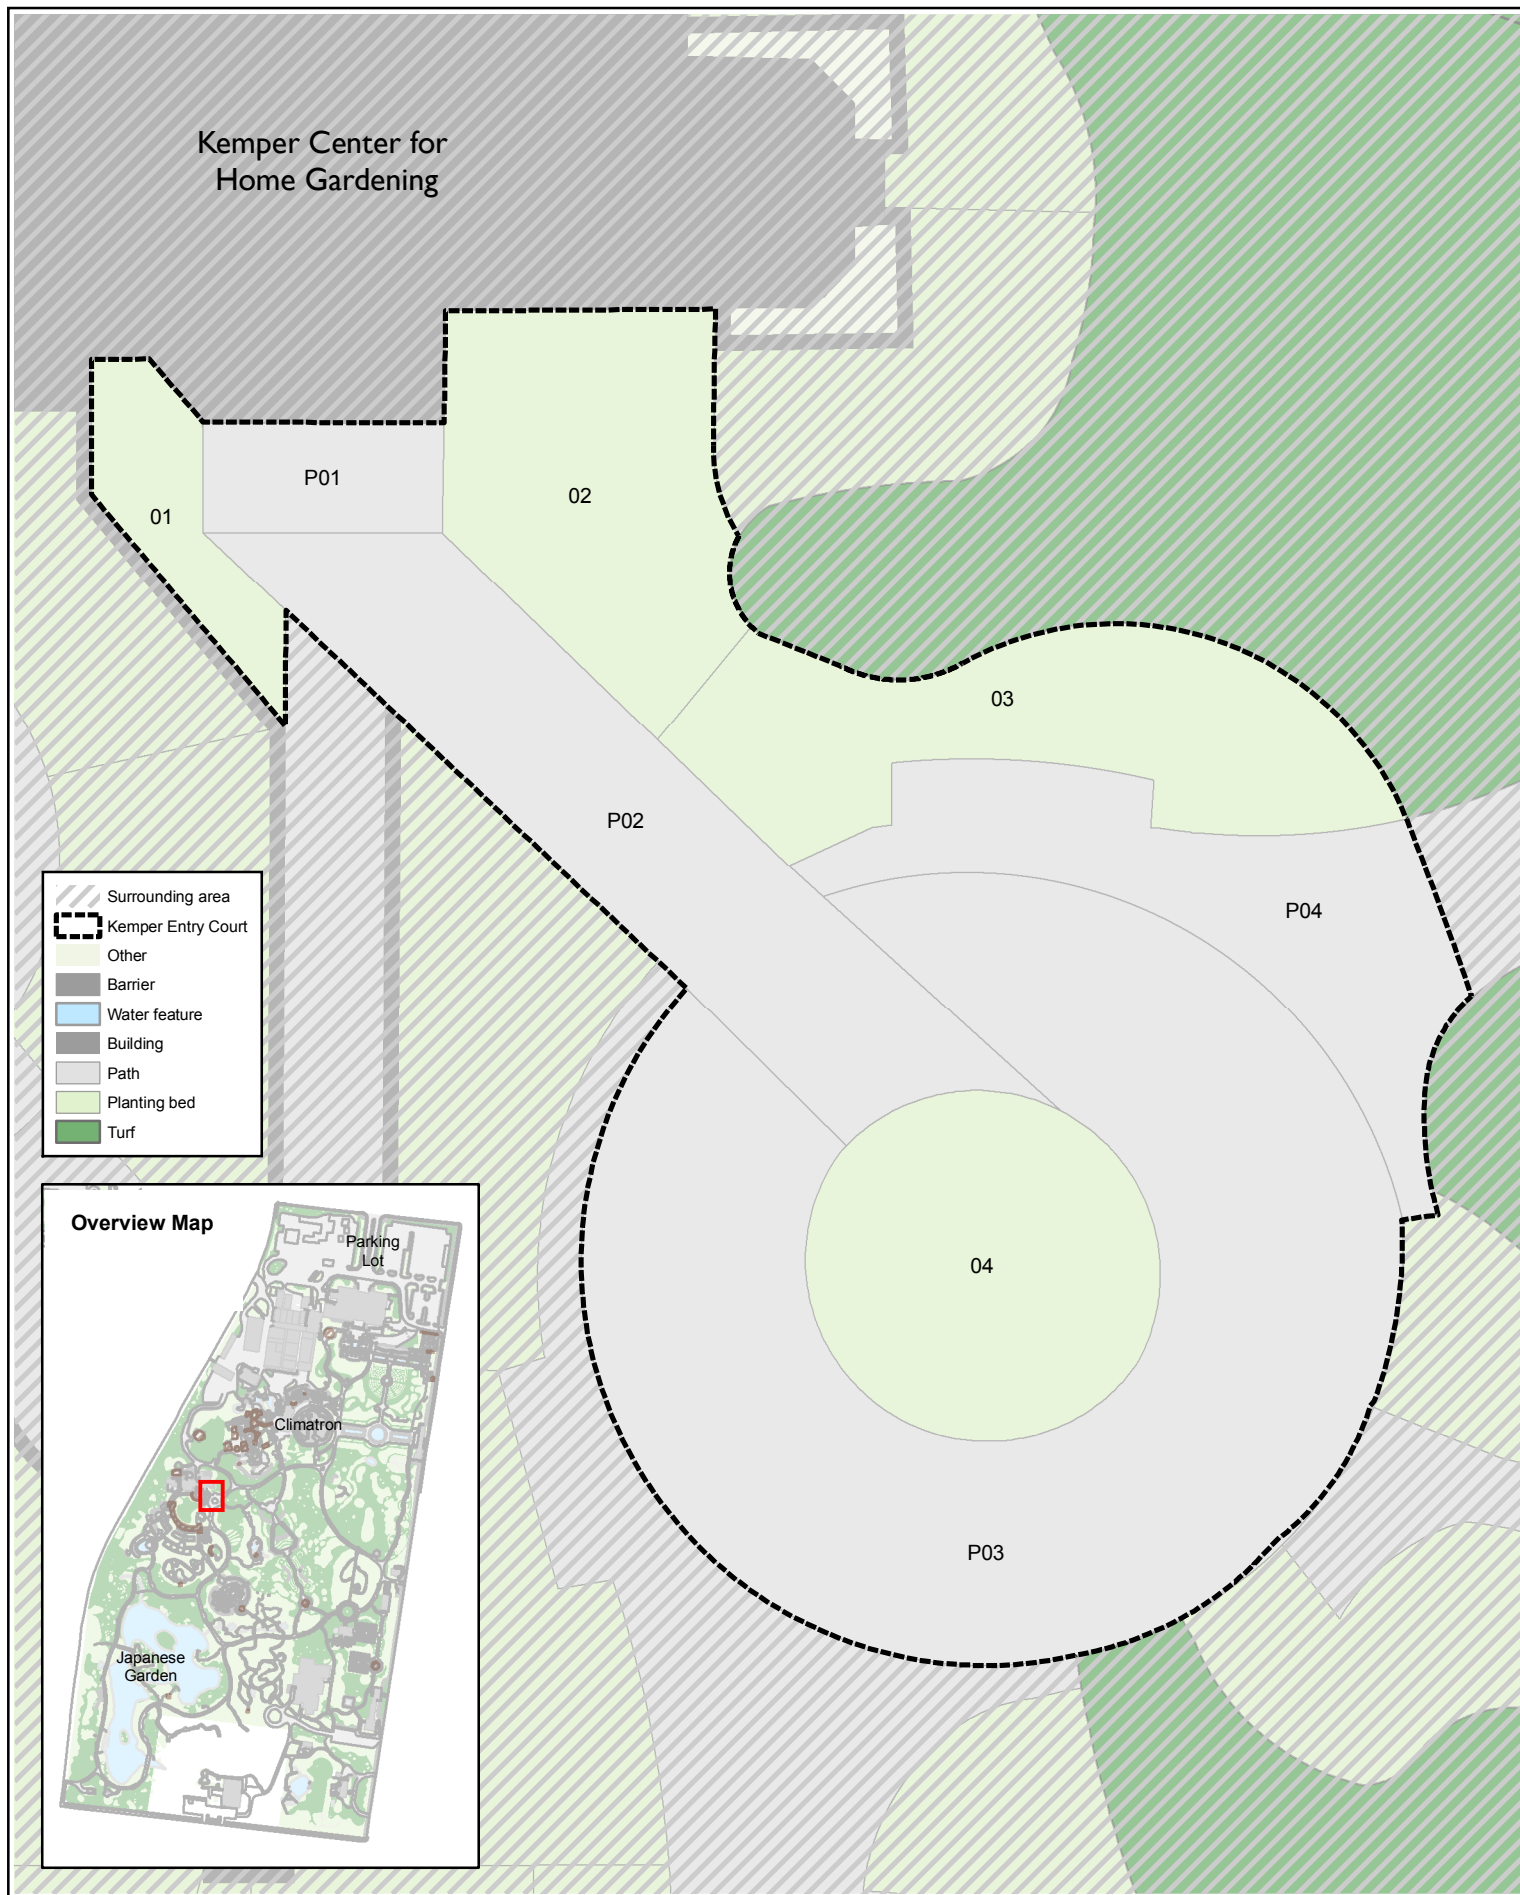 Kemper Center for
Home Gardening
P01
02
01
03
P02
P04
Surrounding area
Kemper Entry Court
Other
Barrier
Water feature
Building
Path
Planting bed
Turf
04
P03
Overview Map
Parking
Lot
Climatron
Japanese
Garden